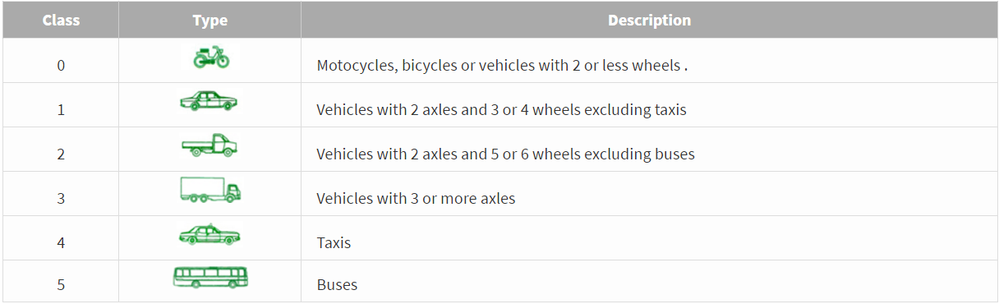 Class Type Description
0 Motocycles, bicycles or vehicles with 2 or less wheels .
1 Vehicles with 2 axles and 3 or 4 wheels excluding taxis
2 Vehicles with 2 axles and 5 or 6 wheels excluding buses
3 Vehicles with 3 or more axles
4 Taxis
5 Buses